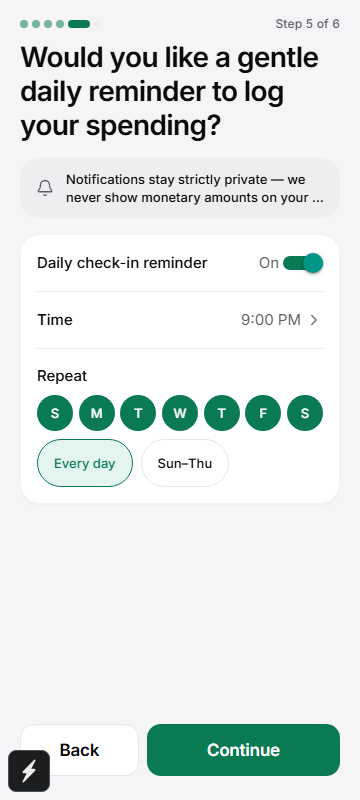 Step 5 of 6
Would you like a gentle
daily reminder to log
your spending?
Notifications stay strictly private — we
never show monetary amounts on your ...
Daily check-in reminder
On
Time
9:00 PM
Repeat
S M T W T F S
Every day
Sun–Thu
Back
Continue